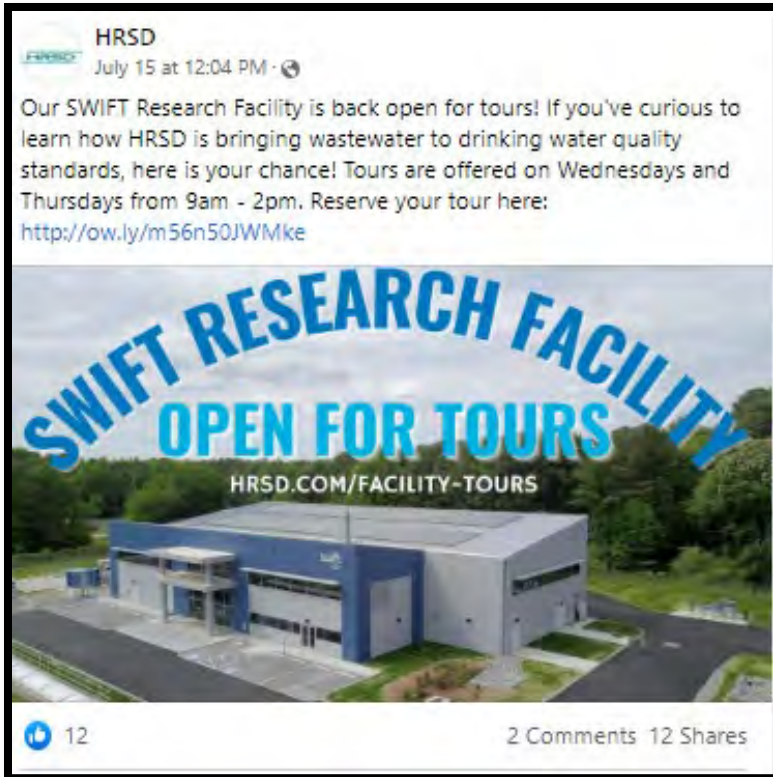 HRSD
HRSD
July 15 at 12:04 PM ·
Our SWIFT Research Facility is back open for tours! If you've curious to
learn how HRSD is bringing wastewater to drinking water quality
standards, here is your chance! Tours are offered on Wednesdays and
Thursdays from 9am - 2pm. Reserve your tour here:
http://ow.ly/m56n50JWMke
SWIFT RESEARCH FACILITY
OPEN FOR TOURS
HRSD.COM/FACILITY-TOURS
12
2 Comments 12 Shares